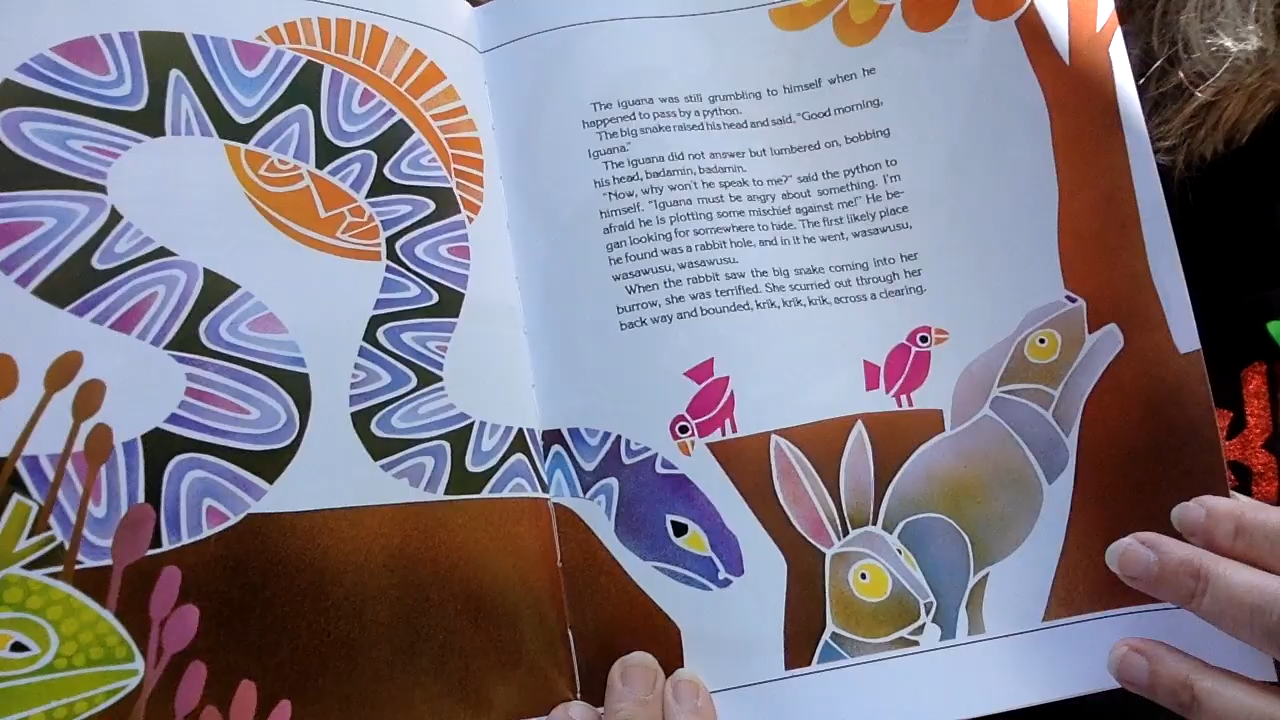 The iguana was still grumbling to himself when he
happened to pass by a python.
The big snake raised his head and said, "Good morning,
Iguana."
The iguana did not answer but lumbered on, bobbing
his head, badamin, badamin.
"Now, why won't he speak to me?" said the python to
himself. "Iguana must be angry about something. I'm
afraid he is plotting some mischief against me!" He be-
gan looking for somewhere to hide. The first likely place
he found was a rabbit hole, and in it he went, wasawusu,
wasawusu, wasawusu.
When the rabbit saw the big snake coming into her
burrow, she was terrified. She scurried out through her
back way and bounded, krik, krik, krik, across a clearing.